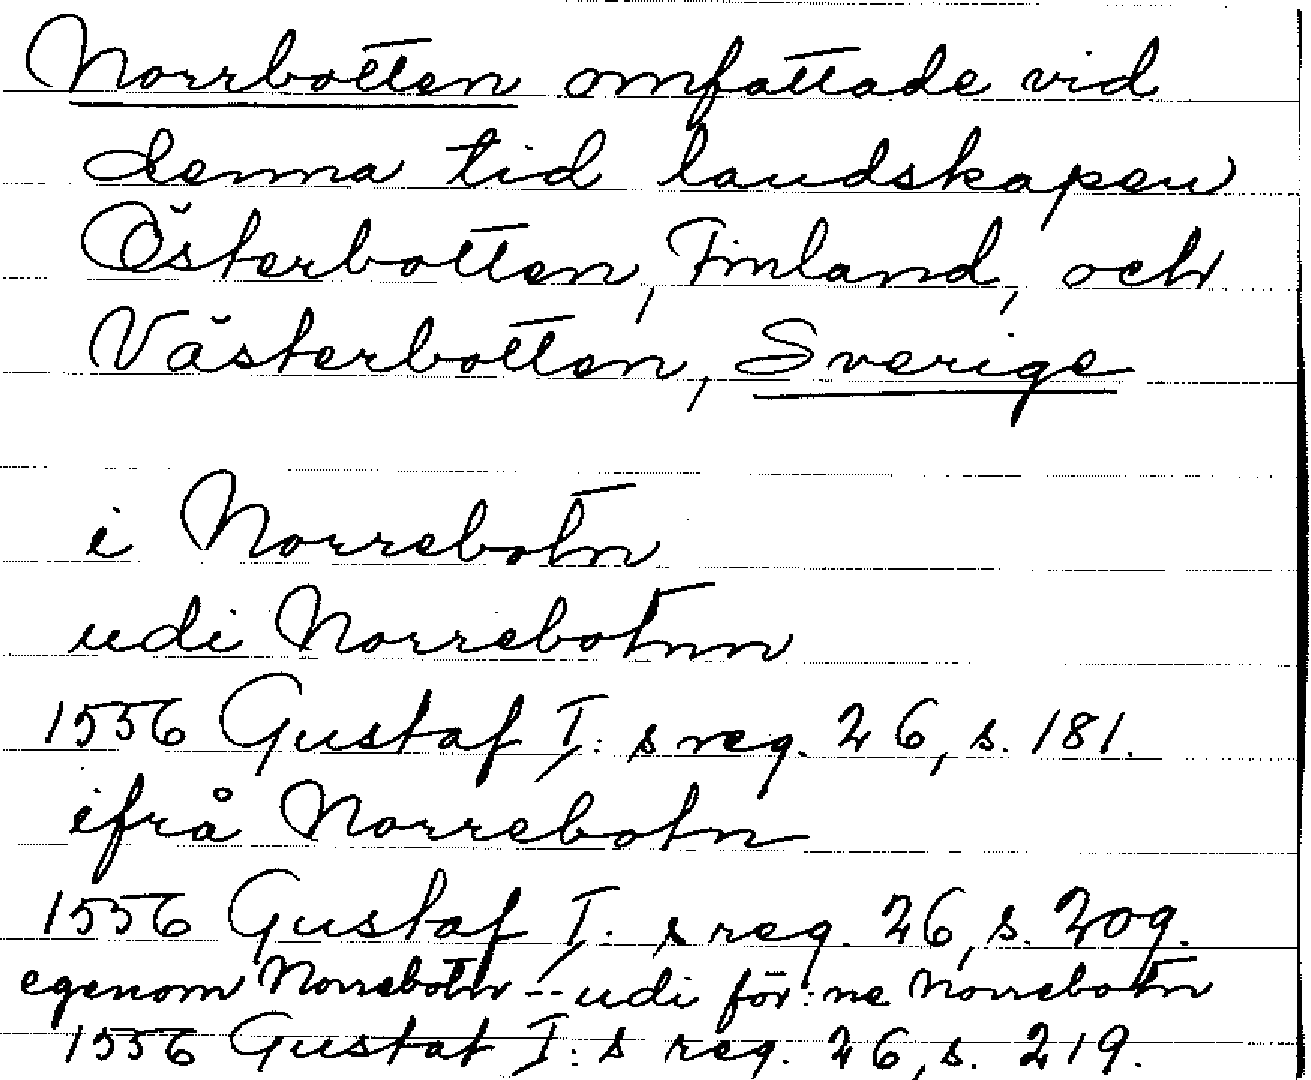 Norrbotten omfattade vid
denna tid landskapen
Österbotten, Finland, och
Västerbotten, Sverige
i Norrebotn
udi Norrebotnn
1556 Gustaf I: s reg. 26, s. 181.
ifrå Norrebotn
1556 Gustaf I: s reg. 26, s. 209.
egenom Norrebotn -- udi för:ne Norrebotn
1556 Gustaf I: s reg. 26, s. 219.